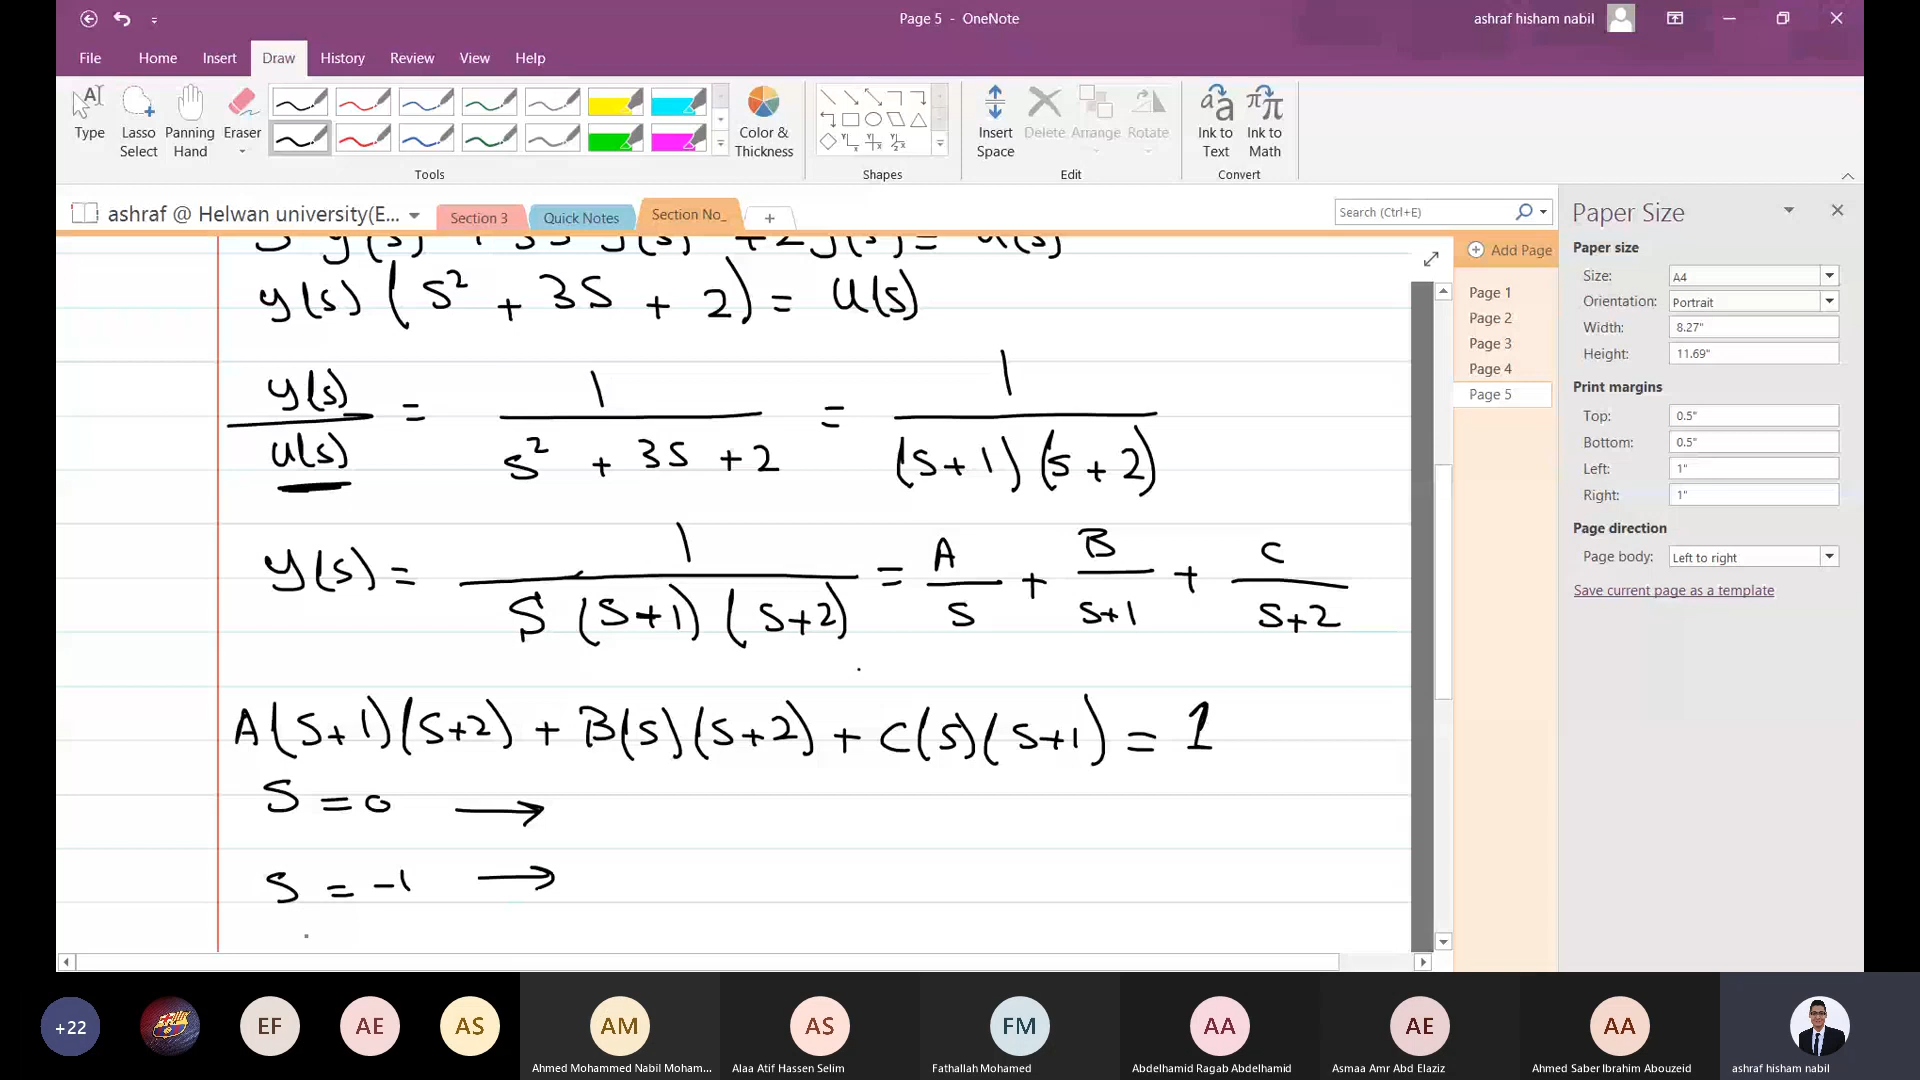 Page 5 - OneNote
ashraf hisham nabil
File Home Insert Draw History Review View Help
Type
Lasso Select
Panning Hand
Eraser
Color & Thickness
Insert Space
Delete
Arrange
Rotate
Ink to Text
Ink to Math
Tools Shapes Edit Convert
ashraf @ Helwan university(E...
Section 3
Quick Notes
Section No_
Search (Ctrl+E)
y(s) (s² + 3s + 2) = U(s)
y(s)/U(s) = 1/(s² + 3s + 2) = 1/((s+1)(s+2))
y(s) = 1/(S(s+1)(s+2)) = A/s + B/(s+1) + C/(s+2)
A(s+1)(s+2) + B(s)(s+2) + C(s)(s+1) = 1
S = 0 →
S = -1 →
Add Page
Page 1
Page 2
Page 3
Page 4
Page 5
Paper Size
Paper size
Size: A4
Orientation: Portrait
Width: 8.27"
Height: 11.69"
Print margins
Top: 0.5"
Bottom: 0.5"
Left: 1"
Right: 1"
Page direction
Page body: Left to right
Save current page as a template
+22
EF
AE
AS
AM
AS
FM
AA
AE
AA
Ahmed Mohammed Nabil Moham...
Alaa Atif Hassen Selim
Fathallah Mohamed
Abdelhamid Ragab Abdelhamid
Asmaa Amr Abd Elaziz
Ahmed Saber Ibrahim Abouzeid
ashraf hisham nabil